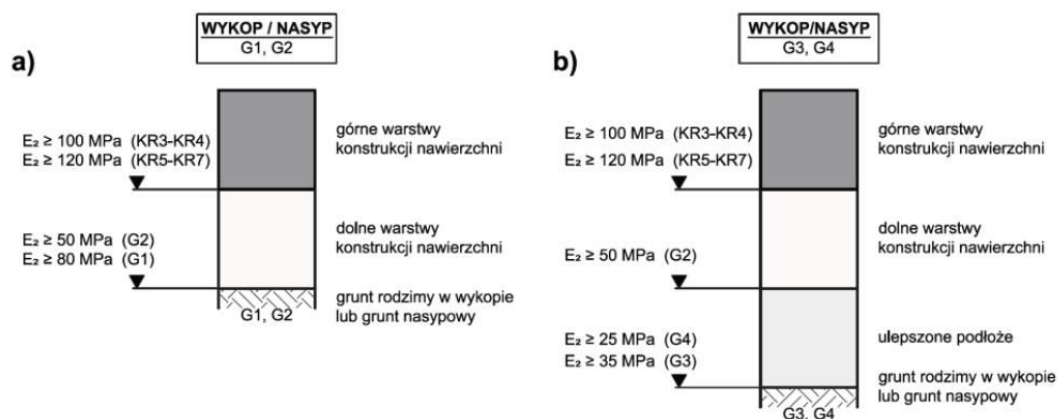 WYKOP / NASYP
G1, G2
a)
E₂ ≥ 100 MPa (KR3-KR4)
E₂ ≥ 120 MPa (KR5-KR7)
górne warstwy
konstrukcji nawierzchni
E₂ ≥ 50 MPa (G2)
E₂ ≥ 80 MPa (G1)
dolne warstwy
konstrukcji nawierzchni
grunt rodzimy w wykopie
lub grunt nasypowy
G1, G2
WYKOP/NASYP
G3, G4
b)
E₂ ≥ 100 MPa (KR3-KR4)
E₂ ≥ 120 MPa (KR5-KR7)
górne warstwy
konstrukcji nawierzchni
E₂ ≥ 50 MPa (G2)
dolne warstwy
konstrukcji nawierzchni
E₂ ≥ 25 MPa (G4)
E₂ ≥ 35 MPa (G3)
ulepszone podłoże
grunt rodzimy w wykopie
lub grunt nasypowy
G3, G4